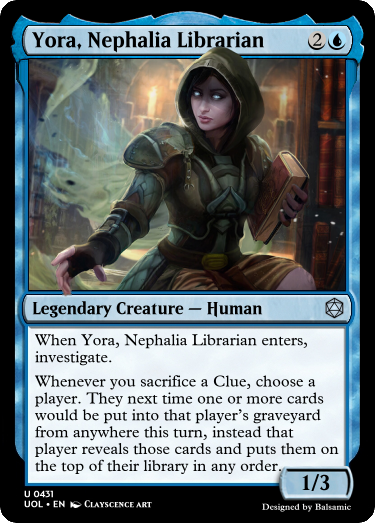 Yora, Nephalia Librarian 2
Legendary Creature — Human
When Yora, Nephalia Librarian enters,
investigate.
Whenever you sacrifice a Clue, choose a
player. They next time one or more cards
would be put into that player's graveyard
from anywhere this turn, instead that
player reveals those cards and puts them on
the top of their library in any order.
1/3
U 0431
UOL • EN CLAYSCIENCE ART
Designed by Balsamic